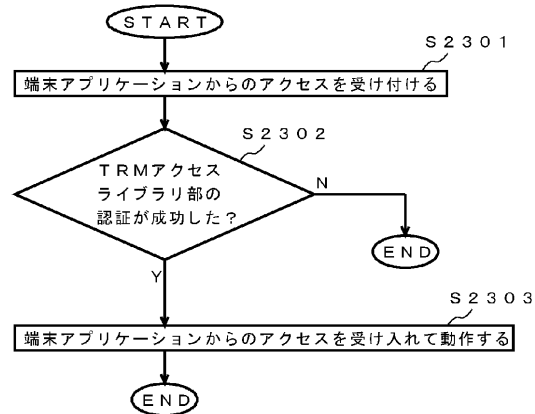 ＳＴＡＲＴ
Ｓ２３０１
端末アプリケーションからのアクセスを受け付ける
Ｓ２３０２
ＴＲＭアクセス
ライブラリ部の
認証が成功した？
Ｎ
ＥＮＤ
Ｙ
Ｓ２３０３
端末アプリケーションからのアクセスを受け入れて動作する
ＥＮＤ